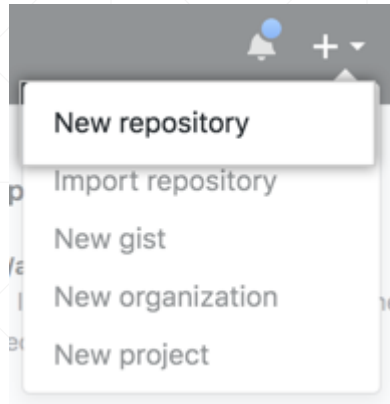 New repository
Import repository
New gist
New organization
New project